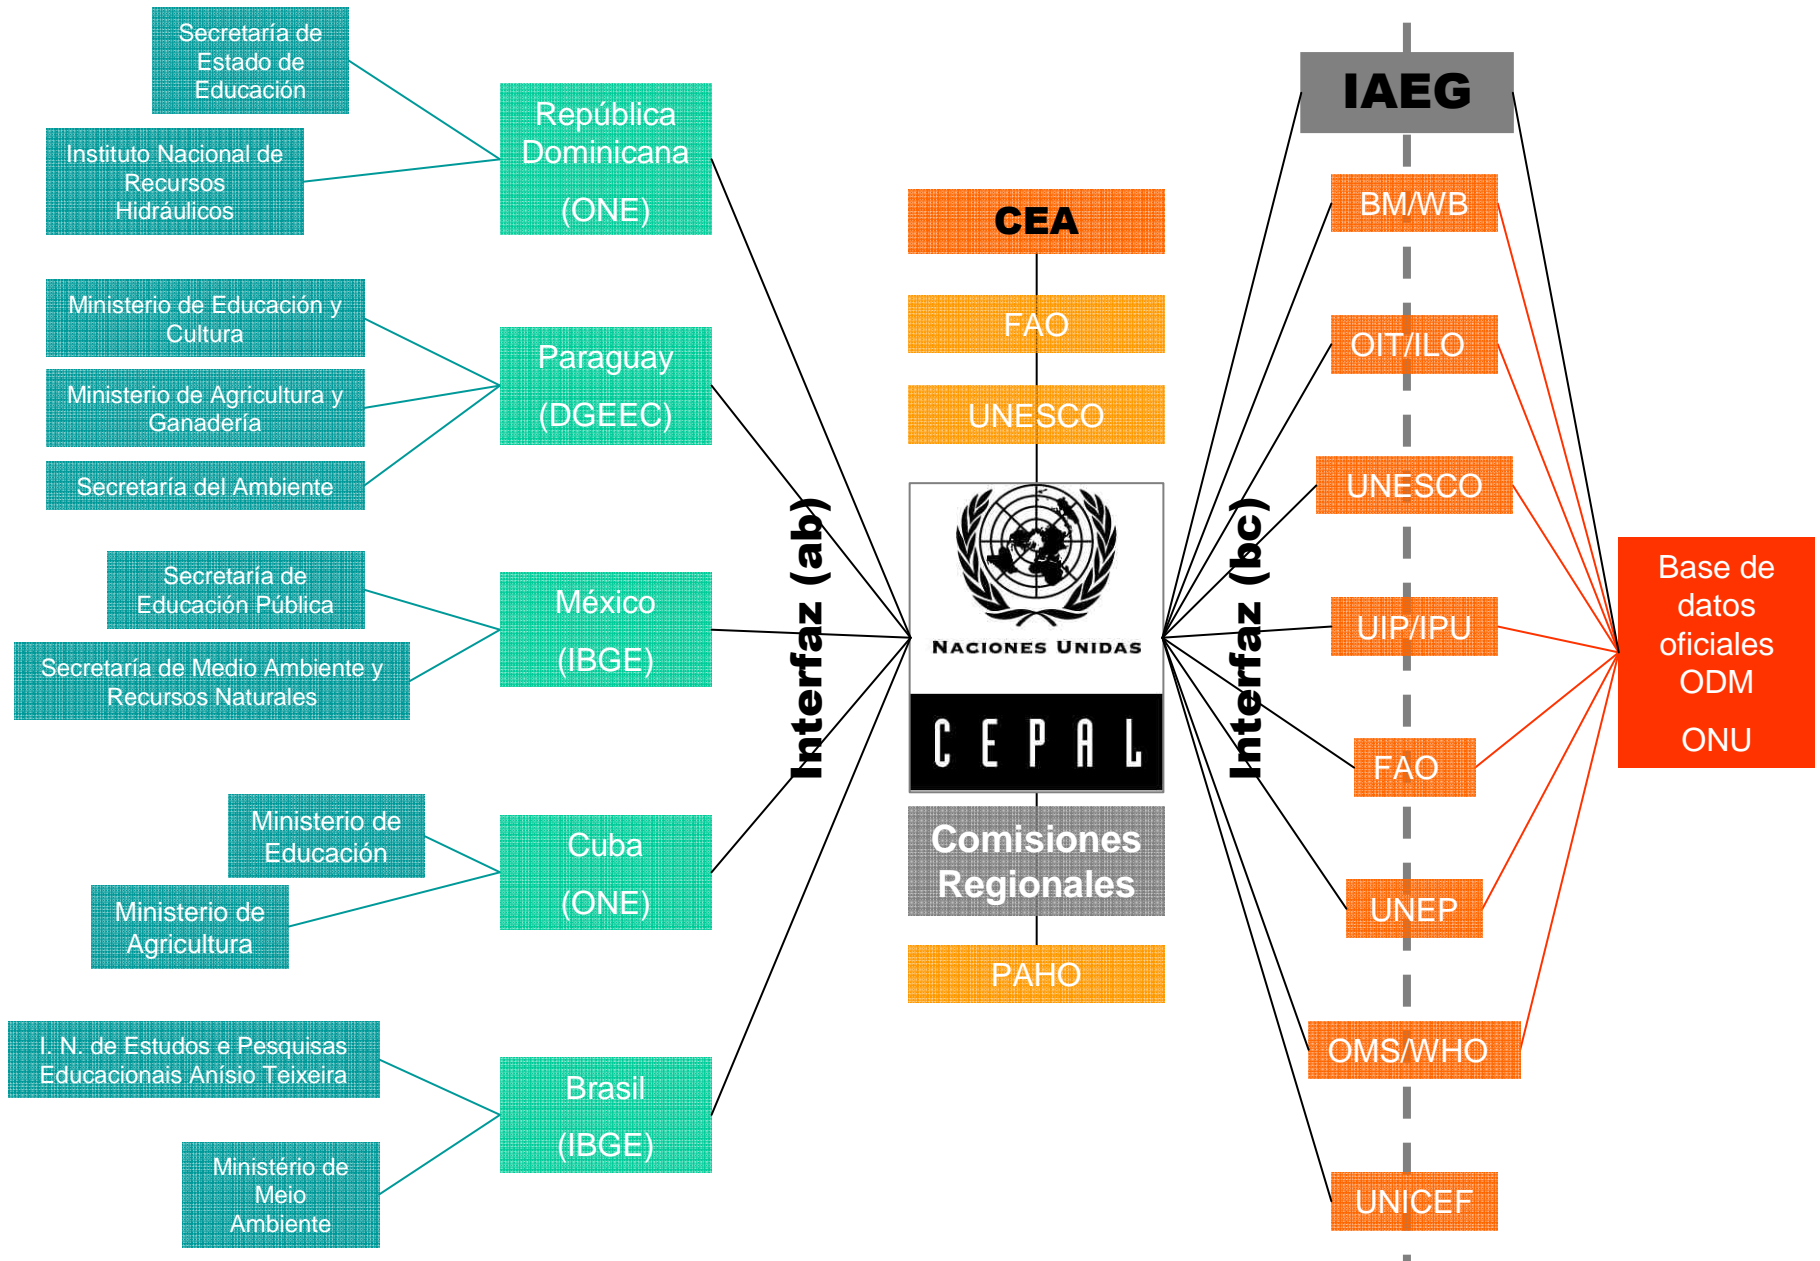 Secretaría de
Estado de
Educación
Instituto Nacional de
Recursos
Hidráulicos
República
Dominicana
(ONE)
Ministerio de Educación y
Cultura
Ministerio de Agricultura y
Ganadería
Secretaría del Ambiente
Paraguay
(DGEEC)
Secretaría de
Educación Pública
Secretaría de Medio Ambiente y
Recursos Naturales
México
(IBGE)
Ministerio de
Educación
Ministerio de
Agricultura
Cuba
(ONE)
I. N. de Estudos e Pesquisas
Educacionais Anísio Teixeira
Ministério de
Meio
Ambiente
Brasil
(IBGE)
Interfaz (ab)
CEA
FAO
UNESCO
NACIONES UNIDAS
CEPAL
Comisiones
Regionales
PAHO
Interfaz (bc)
IAEG
BM/WB
OIT/ILO
UNESCO
UIP/IPU
FAO
UNEP
OMS/WHO
UNICEF
Base de
datos
oficiales
ODM
ONU